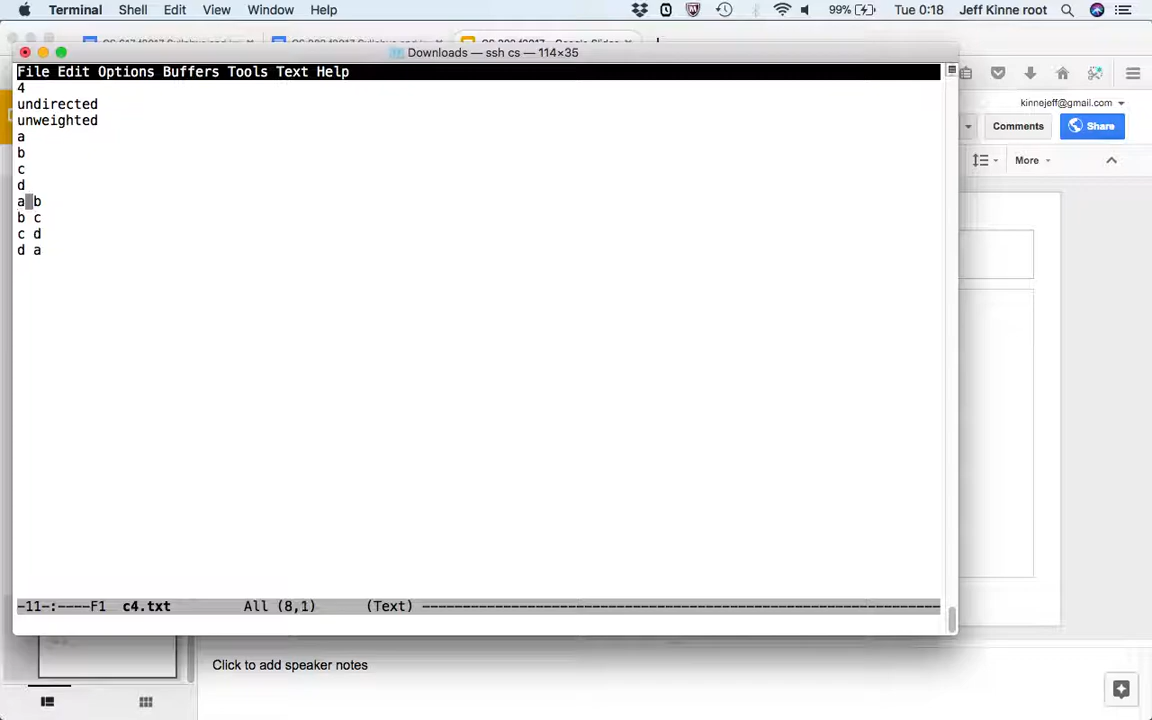 Terminal Shell Edit View Window Help 99% Tue 0:18 Jeff Kinne root
Downloads — ssh cs — 114×35
File Edit Options Buffers Tools Text Help
4
undirected
unweighted
a
b
c
d
a b
b c
c d
d a
-11-:----F1 c4.txt All (8,1) (Text) ----------------------------------------------------------------
kinnejeff@gmail.com
Comments Share
More
Click to add speaker notes